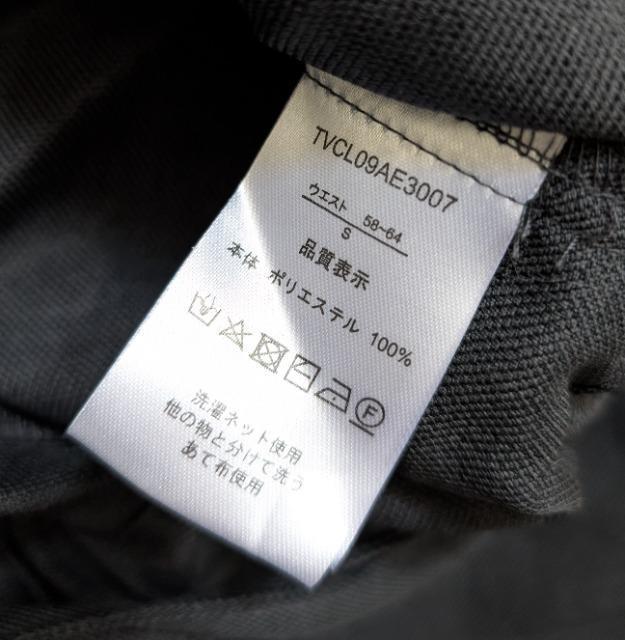 TVCL09AE3007
ウエスト 58~64
S
品質表示
本体 ポリエステル 100%
F
洗濯ネット使用
他の物と分けて洗う
あて布使用